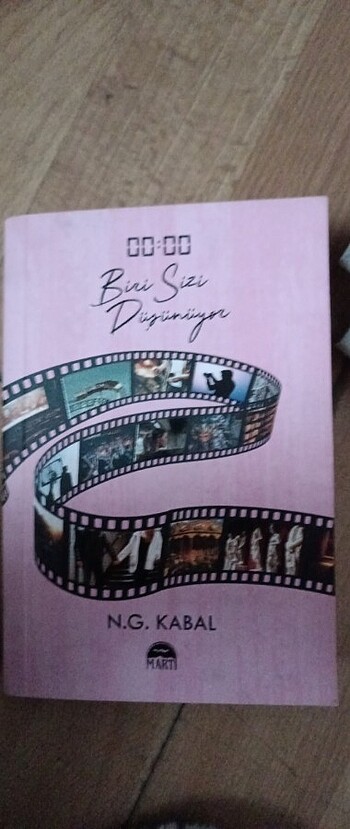 00:00
Biri Sizi
Düşünüyor
N.G. KABAL
MARTI